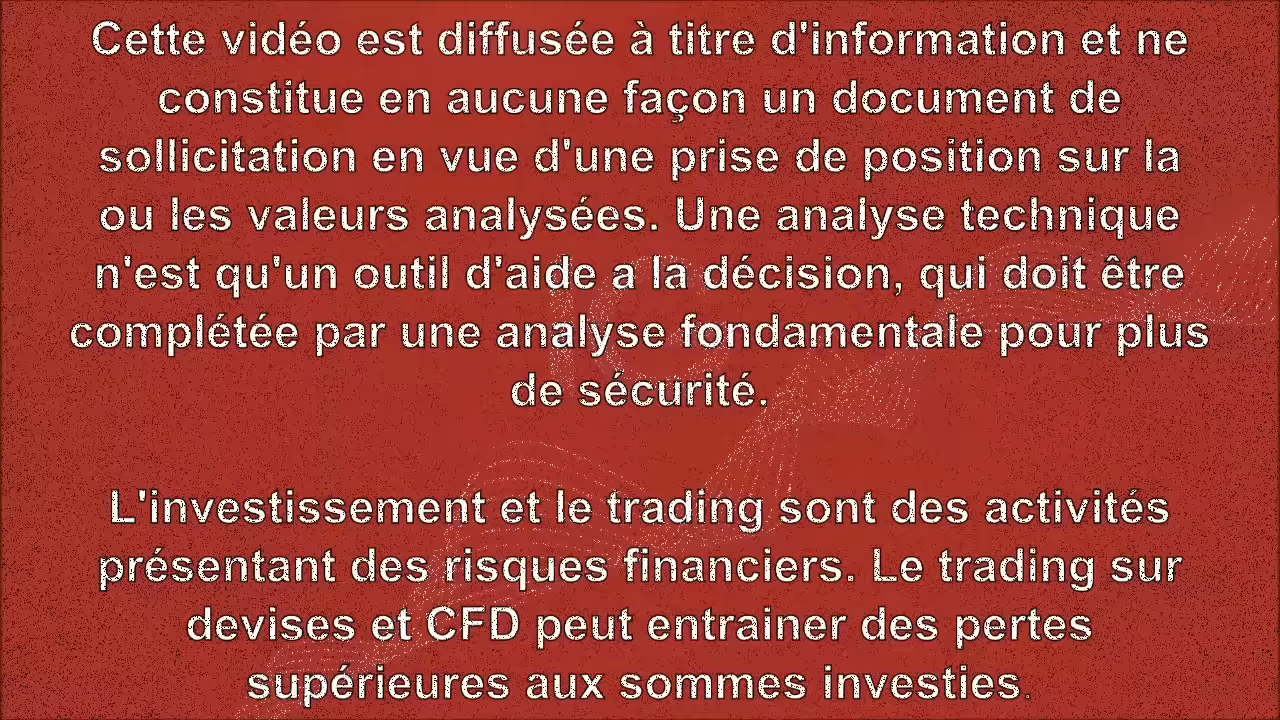 Cette vidéo est diffusée à titre d'information et ne
constitue en aucune façon un document de
sollicitation en vue d'une prise de position sur la
ou les valeurs analysées. Une analyse technique
n'est qu'un outil d'aide a la décision, qui doit être
complétée par une analyse fondamentale pour plus
de sécurité.
L'investissement et le trading sont des activités
présentant des risques financiers. Le trading sur
devises et CFD peut entrainer des pertes
supérieures aux sommes investies.